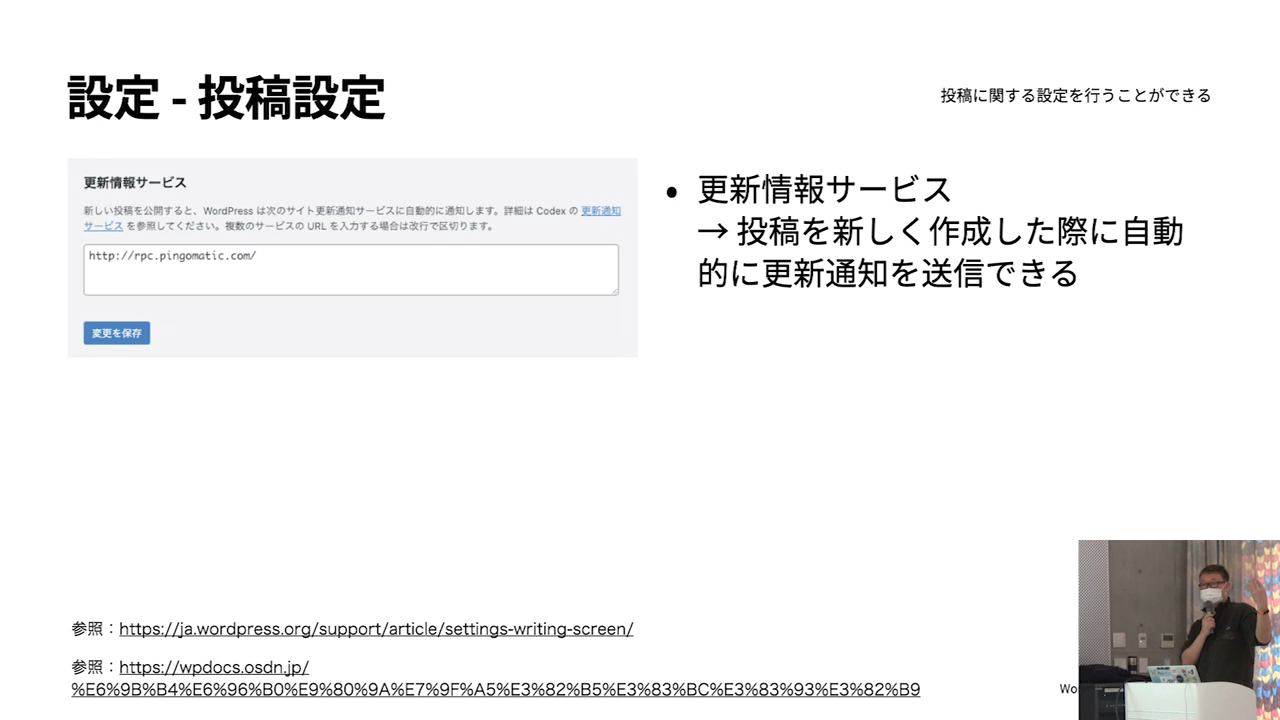 設定 - 投稿設定
投稿に関する設定を行うことができる
更新情報サービス
新しい投稿を公開すると、WordPress は次のサイト更新通知サービスに自動的に通知します。詳細は Codex の 更新通知
サービス を参照してください。複数のサービスの URL を入力する場合は改行で区切ります。
http://rpc.pingomatic.com/
変更を保存
• 更新情報サービス
→ 投稿を新しく作成した際に自動
的に更新通知を送信できる
参照：https://ja.wordpress.org/support/article/settings-writing-screen/
参照：https://wpdocs.osdn.jp/
%E6%9B%B4%E6%96%B0%E9%80%9A%E7%9F%A5%E3%82%B5%E3%83%BC%E3%83%93%E3%82%B9